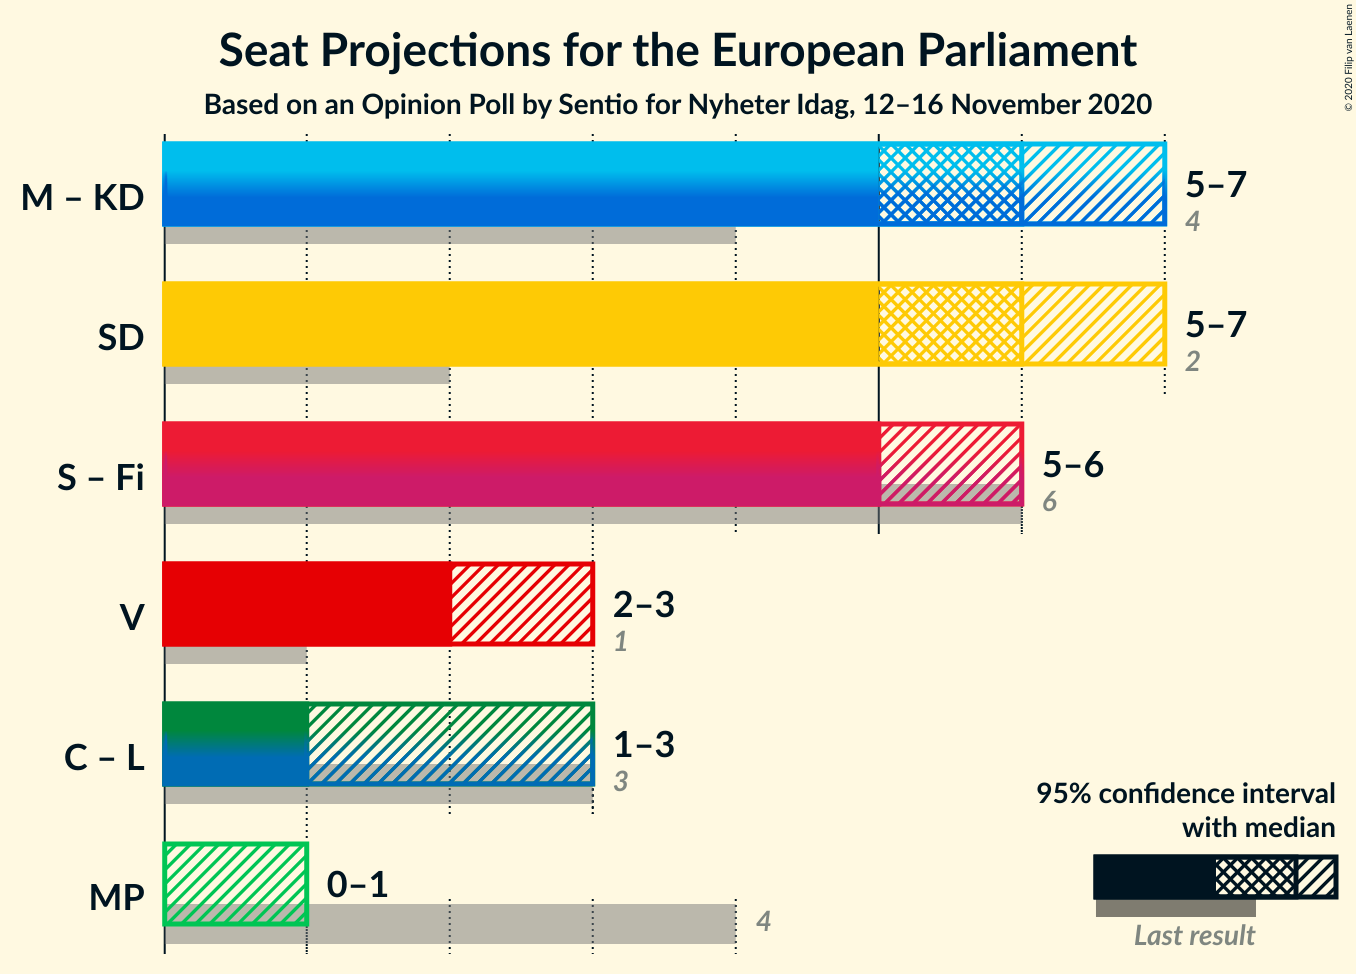 Seat Projections for the European Parliament
Based on an Opinion Poll by Sentio for Nyheter Idag, 12–16 November 2020
© 2020 Filip van Laenen
M – KD
5–7
4
SD
5–7
2
S – Fi
5–6
6
V
2–3
1
C – L
1–3
3
MP
0–1
4
95% confidence interval
with median
Last result